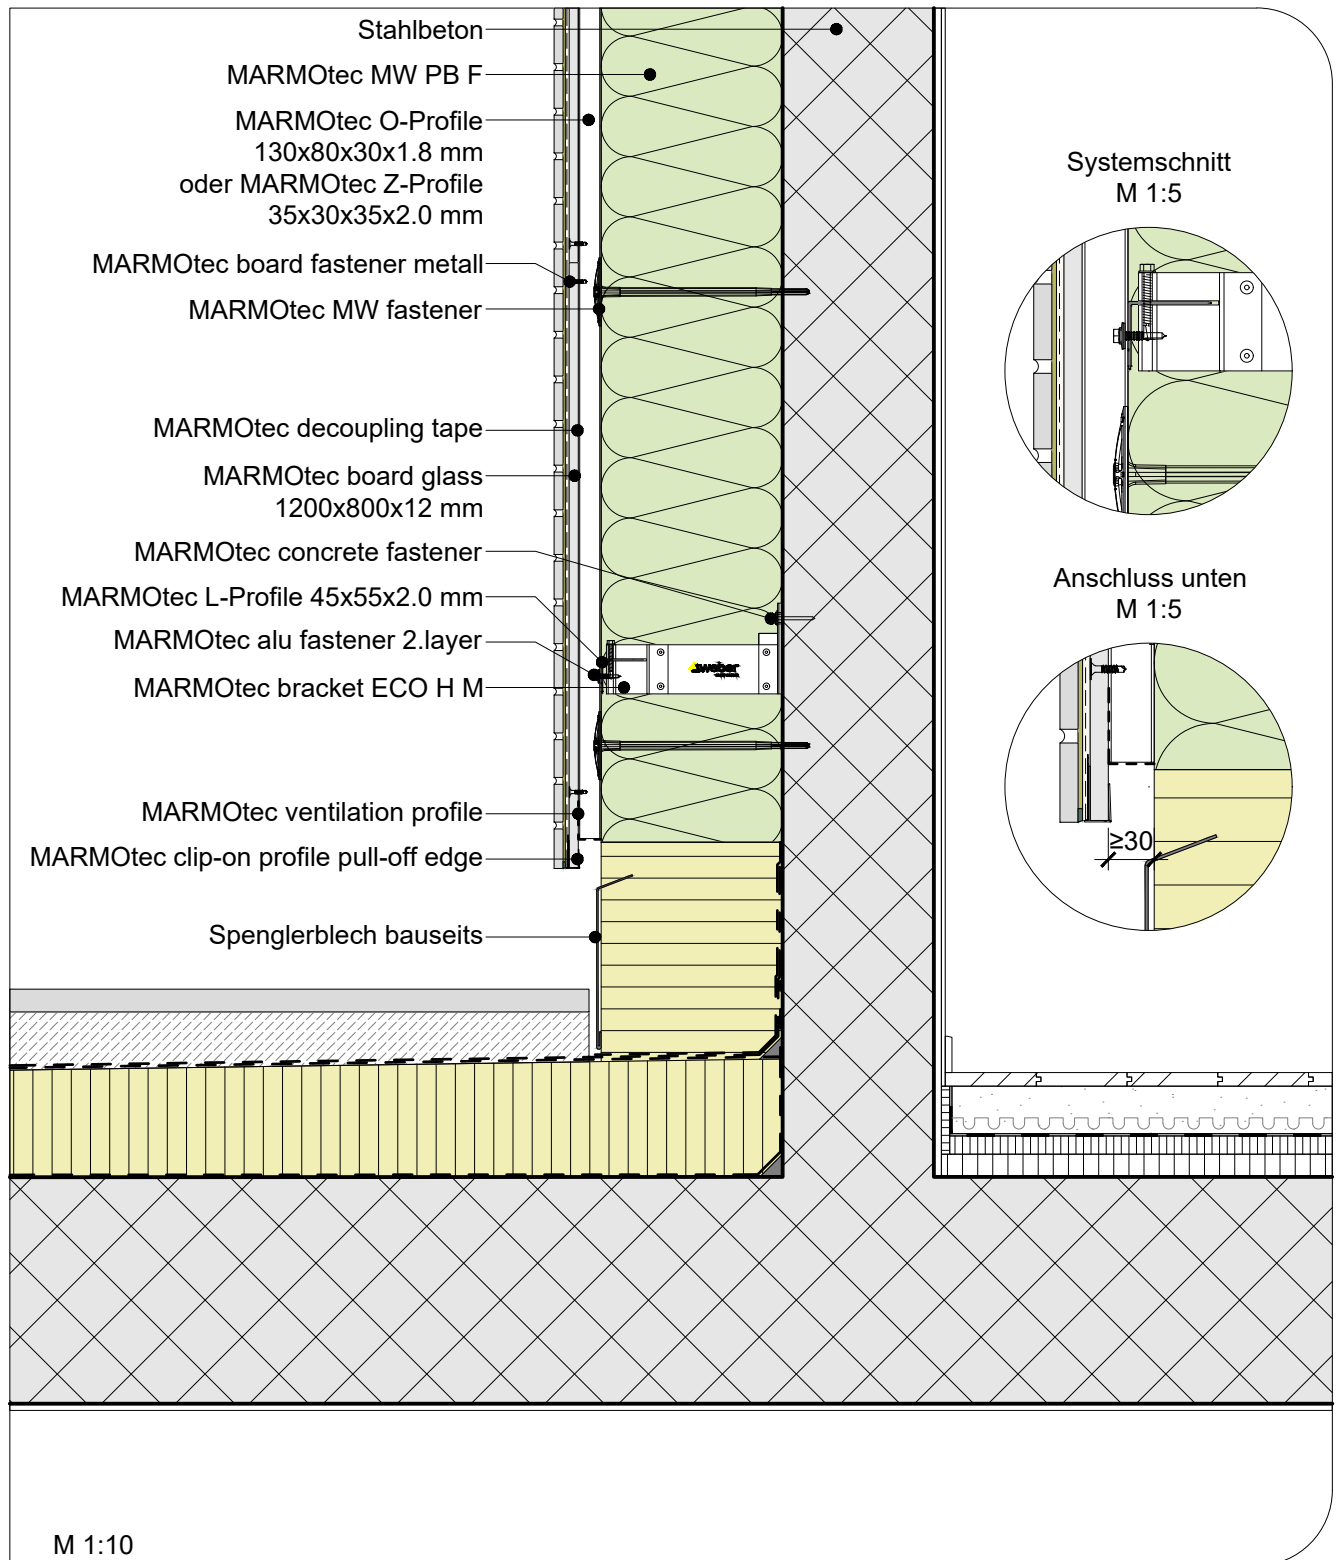 Stahlbeton
MARMOtec MW PB F
MARMOtec O-Profile
130x80x30x1.8 mm
oder MARMOtec Z-Profile
35x30x35x2.0 mm
MARMOtec board fastener metall
MARMOtec MW fastener
MARMOtec decoupling tape
MARMOtec board glass
1200x800x12 mm
MARMOtec concrete fastener
MARMOtec L-Profile 45x55x2.0 mm
MARMOtec alu fastener 2.layer
MARMOtec bracket ECO H M
weber
MARMOtec ventilation profile
MARMOtec clip-on profile pull-off edge
Spenglerblech bauseits
Systemschnitt
M 1:5
Anschluss unten
M 1:5
≥30
M 1:10